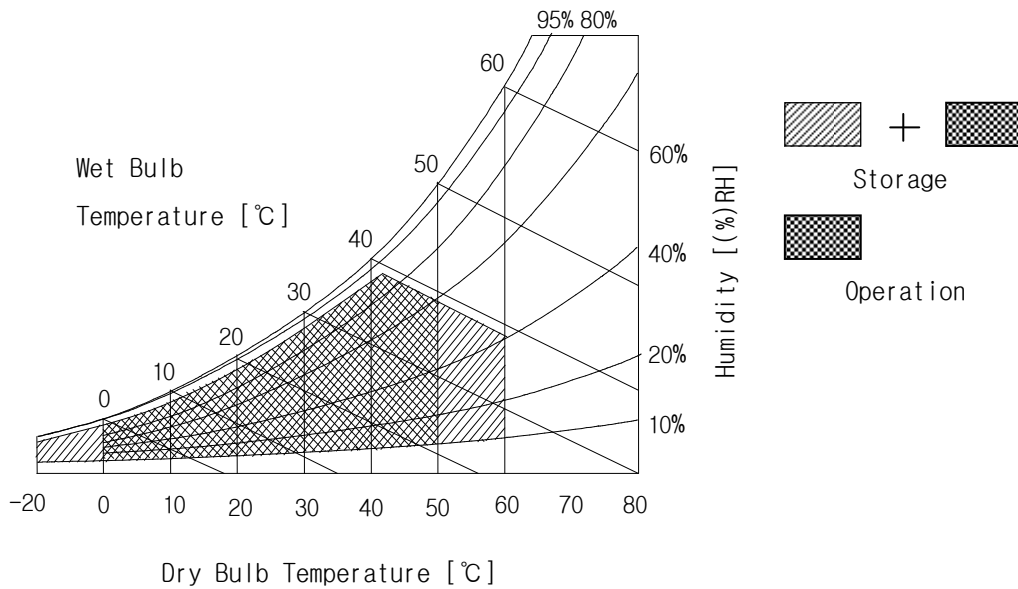 95% 80%
60
50
40
30
20
10
0
Wet Bulb
Temperature [℃]
60%
40%
20%
10%
Humidity [(%)RH]
+
Storage
Operation
-20 0 10 20 30 40 50 60 70 80
Dry Bulb Temperature [℃]